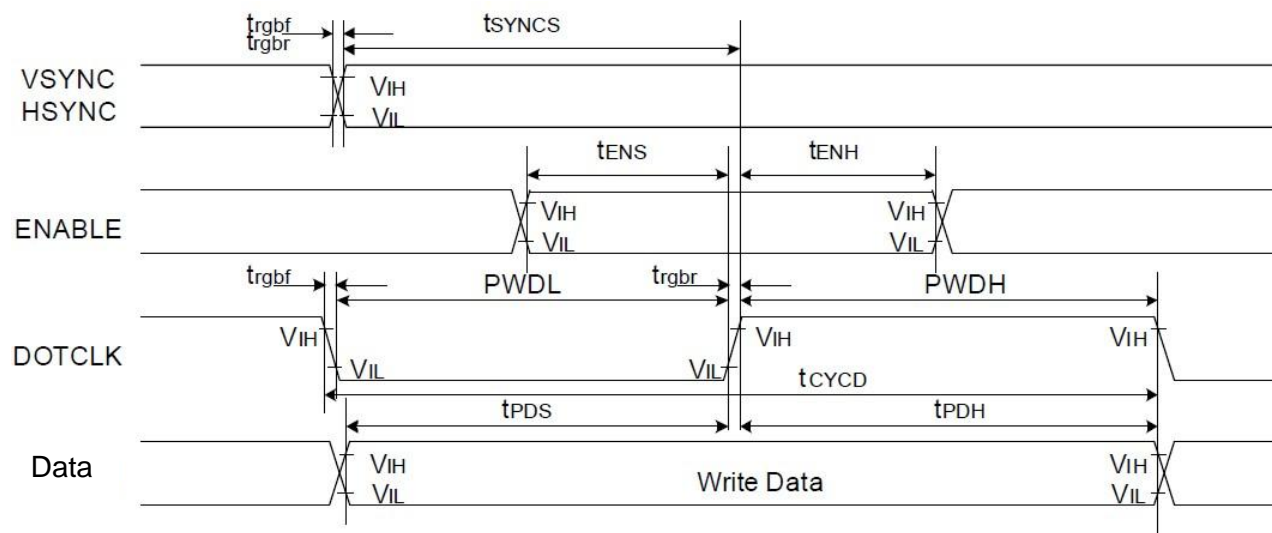 trgbf
trgbr
tSYNCS
VSYNC
HSYNC
VIH
VIL
tENS
tENH
ENABLE
VIH
VIL
VIH
VIL
trgbf
PWDL
trgbr
PWDH
DOTCLK
VIH
VIL
VIL
VIH
VIH
tCYCD
tPDS
tPDH
Data
VIH
VIL
Write Data
VIH
VIL